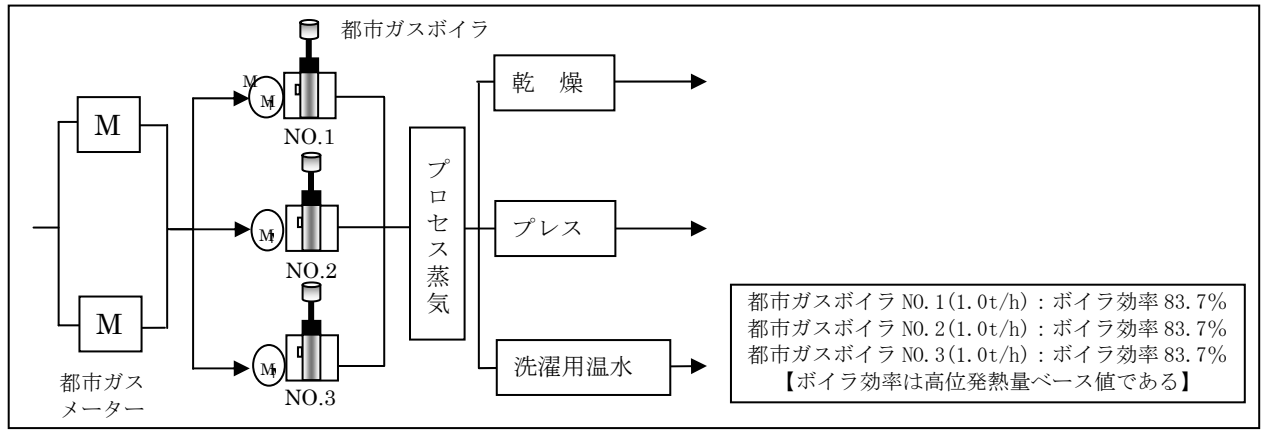 都市ガスボイラ
M
M
NO.1
M
M
NO.2
M
M
NO.3
都市ガス
メーター
プロセス蒸気
乾 燥
プレス
洗濯用温水
都市ガスボイラ NO.1(1.0t/h)：ボイラ効率 83.7%
都市ガスボイラ NO.2(1.0t/h)：ボイラ効率 83.7%
都市ガスボイラ NO.3(1.0t/h)：ボイラ効率 83.7%
【ボイラ効率は高位発熱量ベース値である】